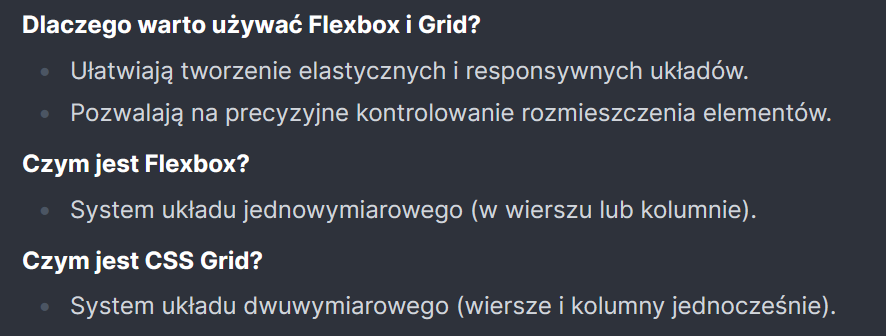 Dlaczego warto używać Flexbox i Grid?
• Ułatwiają tworzenie elastycznych i responsywnych układów.
• Pozwalają na precyzyjne kontrolowanie rozmieszczenia elementów.
Czym jest Flexbox?
• System układu jednowymiarowego (w wierszu lub kolumnie).
Czym jest CSS Grid?
• System układu dwuwymiarowego (wiersze i kolumny jednocześnie).